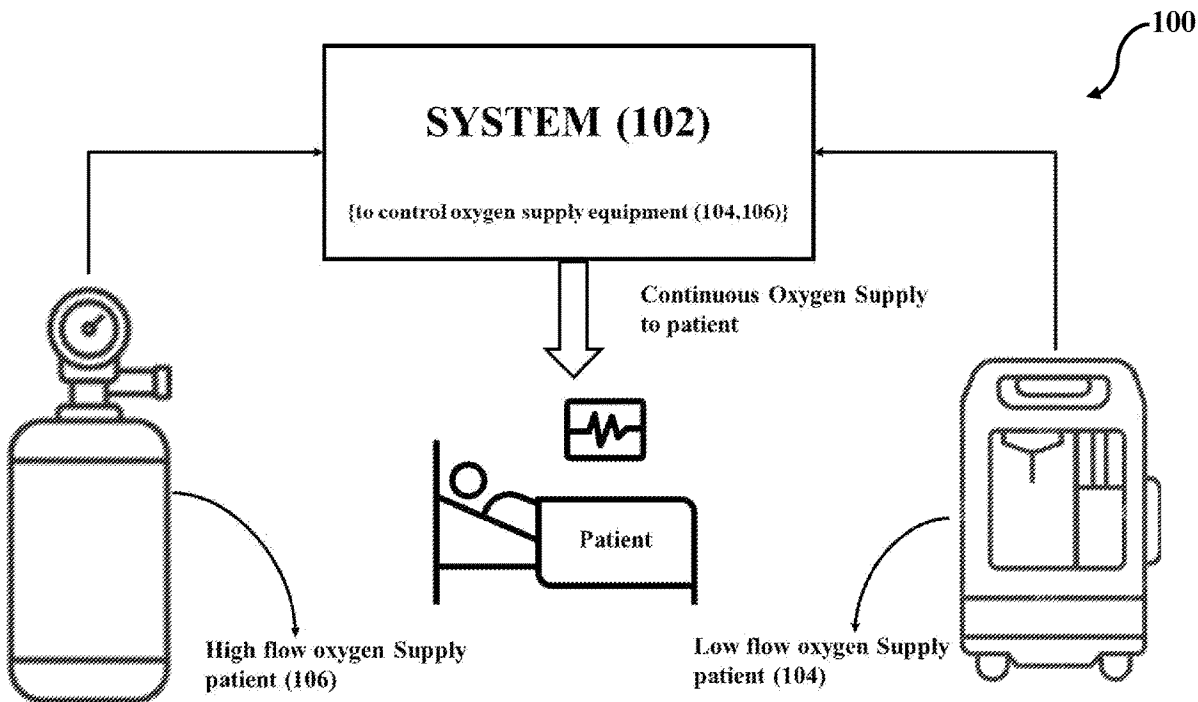 100
SYSTEM (102)
{to control oxygen supply equipment (104,106)}
Continuous Oxygen Supply
to patient
Patient
High flow oxygen Supply
patient (106)
Low flow oxygen Supply
patient (104)